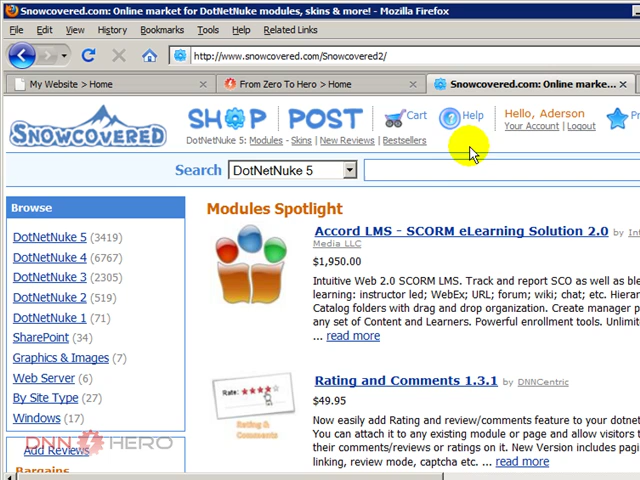 Snowcovered.com: Online market for DotNetNuke modules, skins & more! - Mozilla Firefox
File Edit View History Bookmarks Tools Help Related Links
http://www.snowcovered.com/Snowcovered2/
My Website > Home
From Zero To Hero > Home
Snowcovered.com: Online marke...
SNOWCOVERED
SHOP POST Cart Help Hello, Aderson
Your Account | Logout
DotNetNuke 5: Modules - Skins | New Reviews | Bestsellers
Search DotNetNuke 5
Browse
DotNetNuke 5 (3419)
DotNetNuke 4 (6767)
DotNetNuke 3 (2305)
DotNetNuke 2 (519)
DotNetNuke 1 (71)
SharePoint (34)
Graphics & Images (7)
Web Server (6)
By Site Type (27)
Windows (17)
Add Reviews
Bargains
DNN HERO
Modules Spotlight
Accord LMS - SCORM eLearning Solution 2.0 by Int
Media LLC
$1,950.00
Intuitive Web 2.0 SCORM LMS. Track and report SCO as well as ble
learning: instructor led; WebEx; URL; forum; wiki; chat; etc. Hierar
Catalog folders with drag and drop organization. Create manager p
any set of Content and Learners. Powerful enrollment tools. Unlimite
... read more
Rate:
Rating &
Comments
Rating and Comments 1.3.1 by DNNCentric
$49.95
Now easily add Rating and review/comments feature to your dotnet
You can attach it to any existing module or page and allow visitors t
their comments/reviews or ratings on it. New Version includes pagin
linking, review mode, captcha etc. ... read more